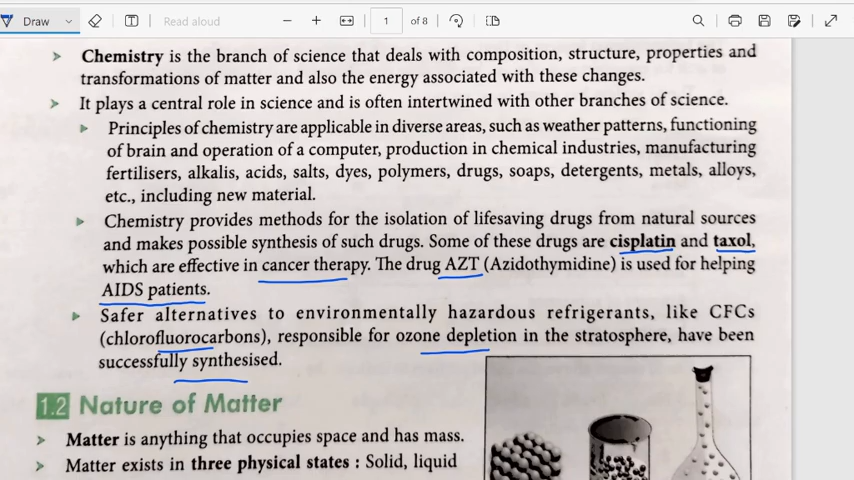 Draw
Read aloud
1 of 8
Chemistry is the branch of science that deals with composition, structure, properties and
transformations of matter and also the energy associated with these changes.
It plays a central role in science and is often intertwined with other branches of science.
Principles of chemistry are applicable in diverse areas, such as weather patterns, functioning
of brain and operation of a computer, production in chemical industries, manufacturing
fertilisers, alkalis, acids, salts, dyes, polymers, drugs, soaps, detergents, metals, alloys,
etc., including new material.
Chemistry provides methods for the isolation of lifesaving drugs from natural sources
and makes possible synthesis of such drugs. Some of these drugs are cisplatin and taxol,
which are effective in cancer therapy. The drug AZT (Azidothymidine) is used for helping
AIDS patients.
Safer alternatives to environmentally hazardous refrigerants, like CFCs
(chlorofluorocarbons), responsible for ozone depletion in the stratosphere, have been
successfully synthesised.
1.2 Nature of Matter
Matter is anything that occupies space and has mass.
Matter exists in three physical states : Solid, liquid